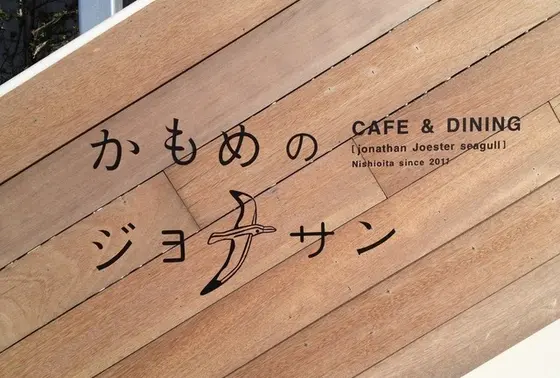 かもめの
ジョナサン
CAFE & DINING
[jonathan Joester seagull]
Nishioita since 2011